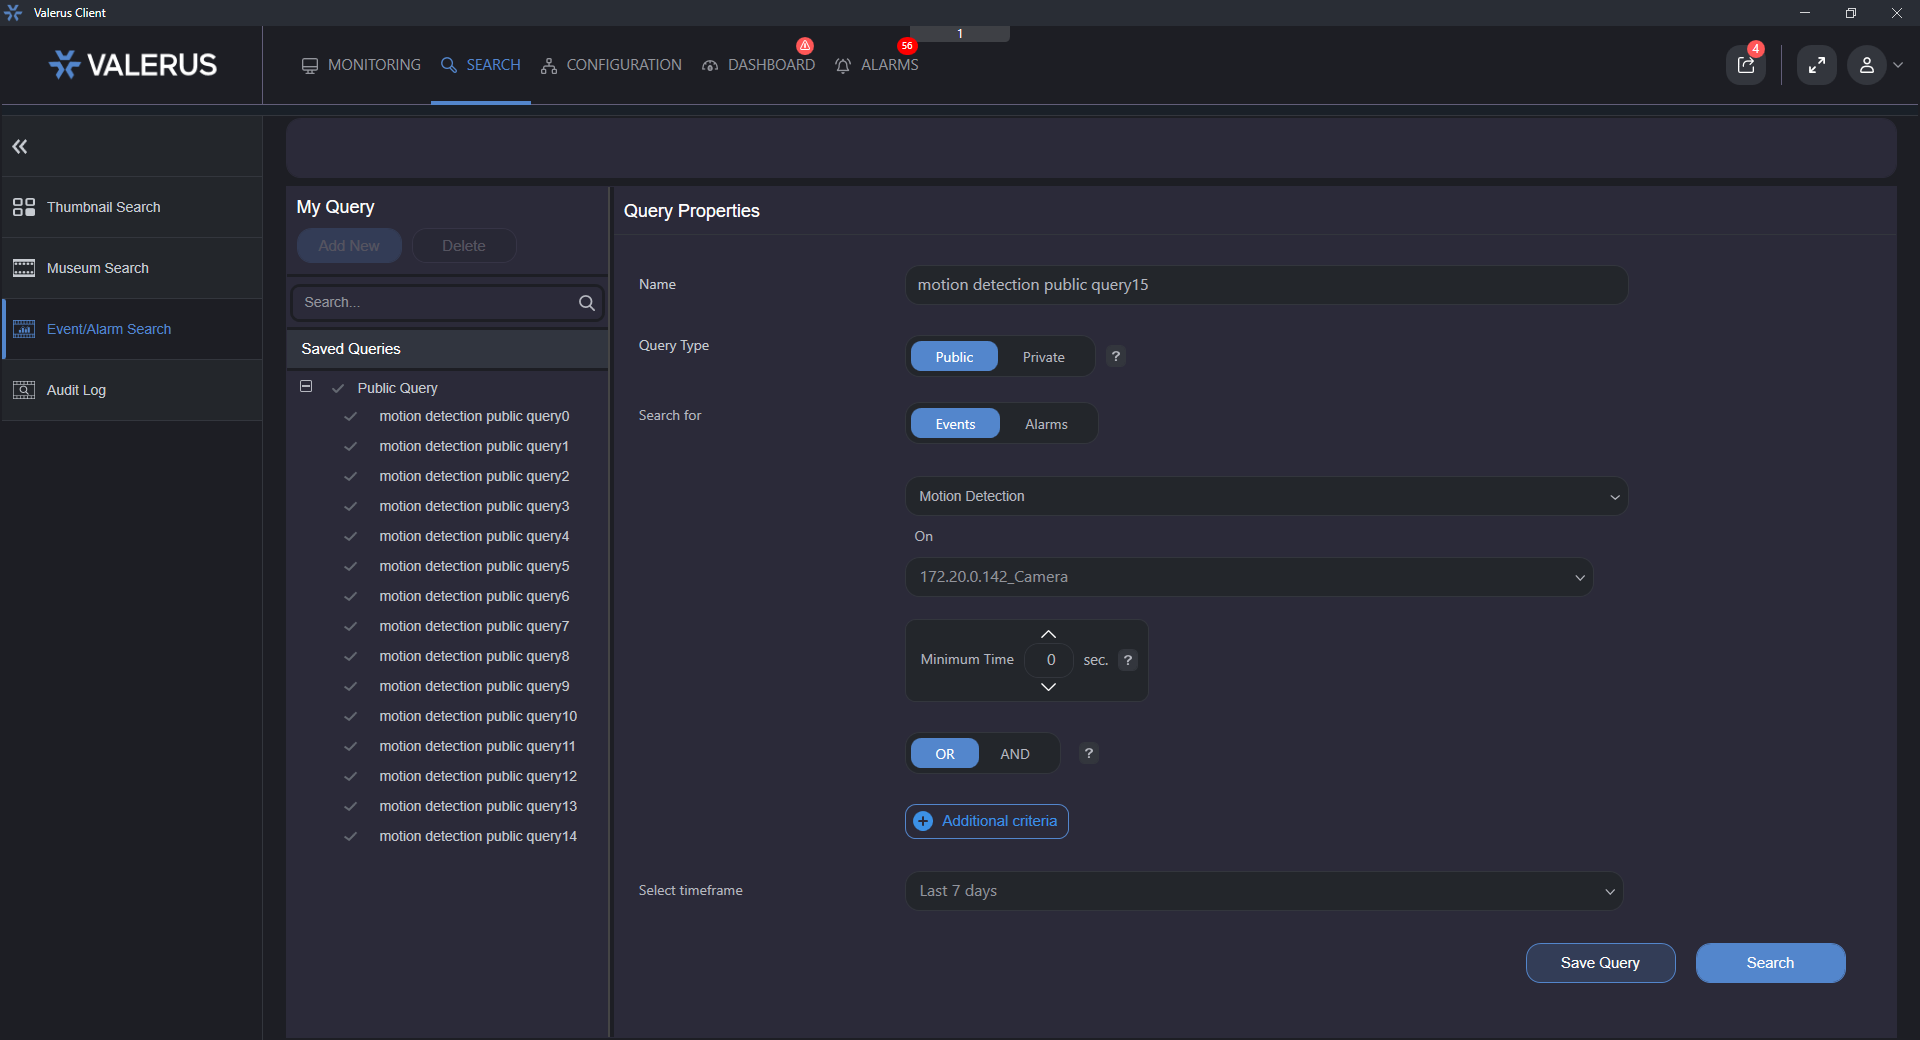 Valerus Client
1
VALERUS
MONITORING
SEARCH
CONFIGURATION
DASHBOARD
56
ALARMS
4
Thumbnail Search
Museum Search
Event/Alarm Search
Audit Log
My Query
Add New
Delete
Search...
Saved Queries
Public Query
motion detection public query0
motion detection public query1
motion detection public query2
motion detection public query3
motion detection public query4
motion detection public query5
motion detection public query6
motion detection public query7
motion detection public query8
motion detection public query9
motion detection public query10
motion detection public query11
motion detection public query12
motion detection public query13
motion detection public query14
Query Properties
Name
motion detection public query15
Query Type
Public
Private
?
Search for
Events
Alarms
Motion Detection
On
172.20.0.142_Camera
Minimum Time
0
sec.
?
OR
AND
?
Additional criteria
Select timeframe
Last 7 days
Save Query
Search